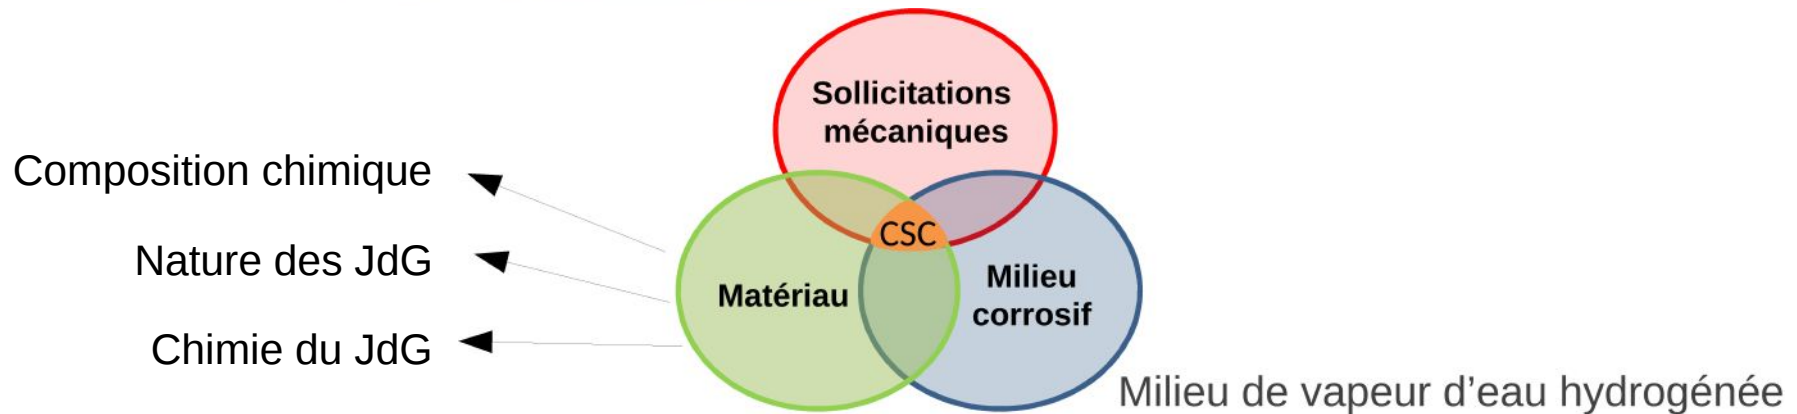 Sollicitations
mécaniques
Composition chimique
Nature des JdG
Chimie du JdG
CSC
Matériau
Milieu
corrosif
Milieu de vapeur d’eau hydrogénée